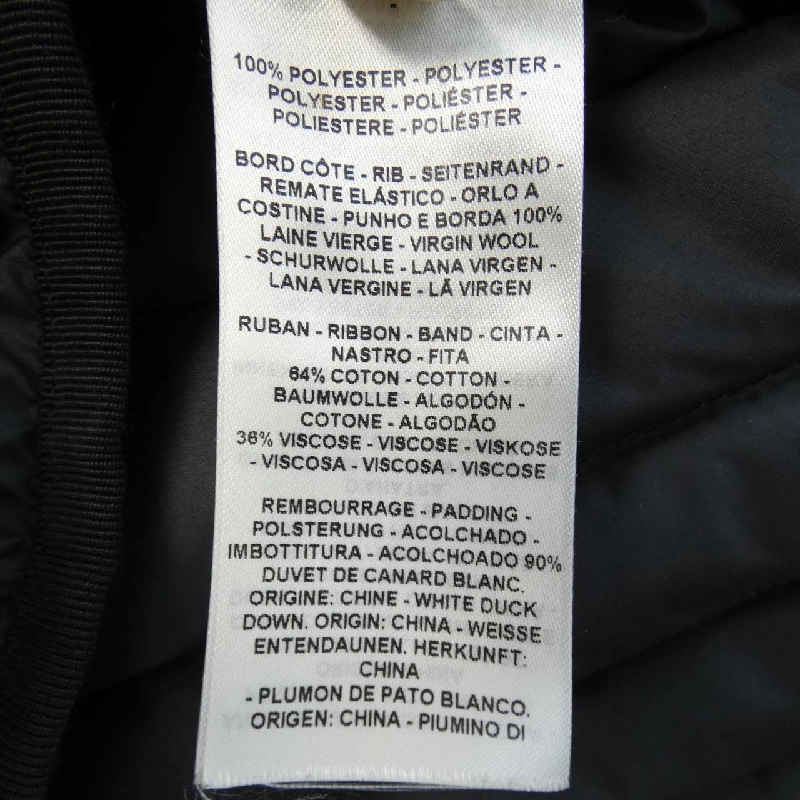 100% POLYESTER - POLYESTER -
POLYESTER - POLIÉSTER -
POLIESTERE - POLIÉSTER
BORD CÔTE - RIB - SEITENRAND -
REMATE ELÁSTICO - ORLO A
COSTINE - PUNHO E BORDA 100%
LAINE VIERGE - VIRGIN WOOL
- SCHURWOLLE - LANA VIRGEN -
LANA VERGINE - LÃ VIRGEN
RUBAN - RIBBON - BAND - CINTA -
NASTRO - FITA
64% COTON - COTTON -
BAUMWOLLE - ALGODÓN -
COTONE - ALGODÃO
36% VISCOSE - VISCOSE - VISKOSE
- VISCOSA - VISCOSA - VISCOSE
REMBOURRAGE - PADDING -
POLSTERUNG - ACOLCHADO -
IMBOTTITURA - ACOLCHOADO 90%
DUVET DE CANARD BLANC.
ORIGINE: CHINE - WHITE DUCK
DOWN. ORIGIN: CHINA - WEISSE
ENTENDAUNEN. HERKUNFT:
CHINA
- PLUMON DE PATO BLANCO.
ORIGEN: CHINA - PIUMINO DI